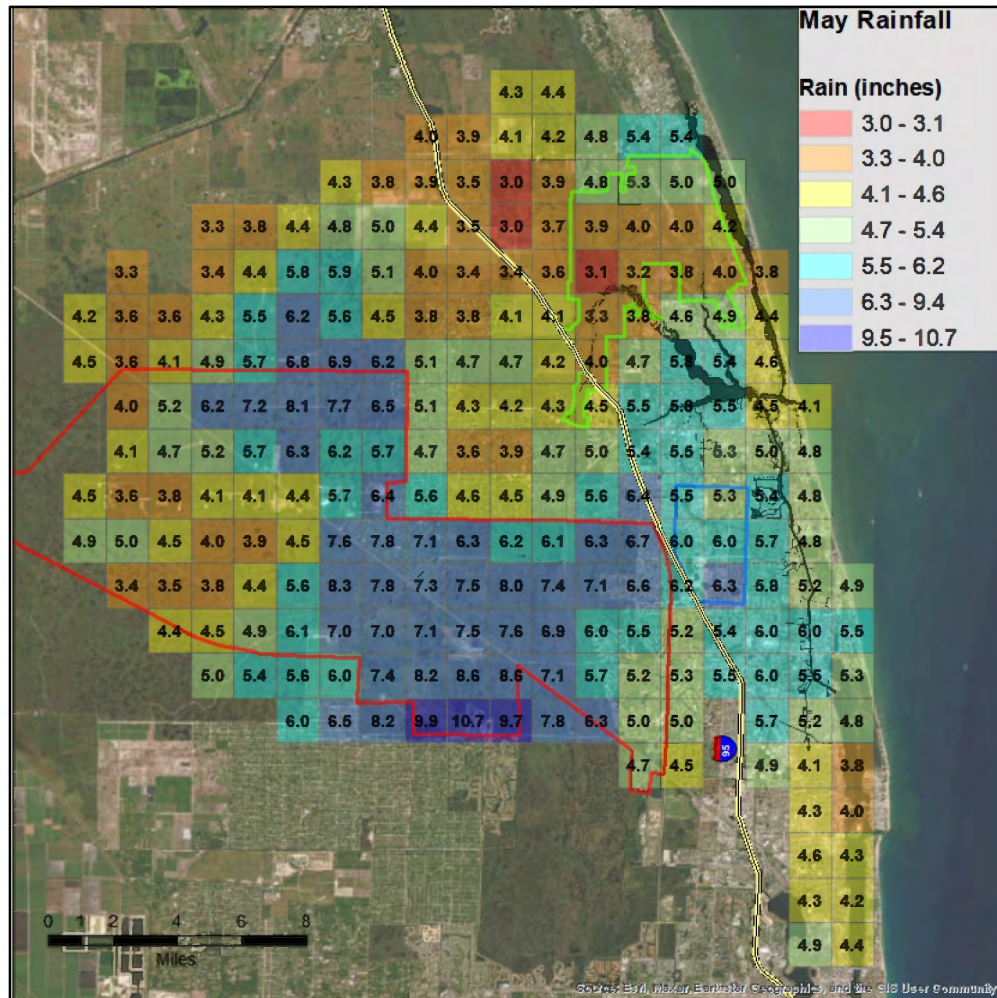 May Rainfall
Rain (inches)
3.0 - 3.1
3.3 - 4.0
4.1 - 4.6
4.7 - 5.4
5.5 - 6.2
6.3 - 9.4
9.5 - 10.7
4.3 4.4
4.0 3.9 4.1 4.2 4.8 5.4 5.4
4.3 3.8 3.9 3.5 3.0 3.9 4.8 5.3 5.0 5.0
3.3 3.8 4.4 4.8 5.0 4.4 3.5 3.0 3.7 3.9 4.0 4.0 4.2
3.3 3.4 4.4 5.8 5.9 5.1 4.0 3.4 3.4 3.6 3.1 3.2 3.8 4.0 3.8
4.2 3.6 3.6 4.3 5.5 6.2 5.6 4.5 3.8 3.8 4.1 4.1 3.3 3.8 4.6 4.9 4.4
4.5 3.6 4.1 4.9 5.7 6.8 6.9 6.2 5.1 4.7 4.7 4.2 4.0 4.7 5.8 5.4 4.6
4.0 5.2 6.2 7.2 8.1 7.7 6.5 5.1 4.3 4.2 4.3 4.5 5.5 5.8 5.5 4.5 4.1
4.1 4.7 5.2 5.7 6.3 6.2 5.7 4.7 3.6 3.9 4.7 5.0 5.4 5.5 5.3 5.0 4.8
4.5 3.6 3.8 4.1 4.1 4.4 5.7 6.4 5.6 4.6 4.5 4.9 5.6 6.4 5.5 5.3 5.4 4.8
4.9 5.0 4.5 4.0 3.9 4.5 7.6 7.8 7.1 6.3 6.2 6.1 6.3 6.7 6.0 6.0 5.7 4.8
3.4 3.5 3.8 4.4 5.6 8.3 7.8 7.3 7.5 8.0 7.4 7.1 6.6 6.2 6.3 5.8 5.2 4.9
4.4 4.5 4.9 6.1 7.0 7.0 7.1 7.5 7.6 6.9 6.0 5.5 5.2 5.4 6.0 6.0 5.5
5.0 5.4 5.6 6.0 7.4 8.2 8.6 8.6 7.1 5.7 5.2 5.3 5.5 6.0 5.5 5.3
6.0 6.5 8.2 9.9 10.7 9.7 7.8 6.3 5.0 5.0 5.7 5.2 4.8
95
4.7 4.5 4.9 4.1 3.8
4.3 4.0
4.6 4.3
4.3 4.2
4.9 4.4
0 1 2 4 6 8
Miles
Source: Esri, Maxar, Earthstar Geographics, and the GIS User Community